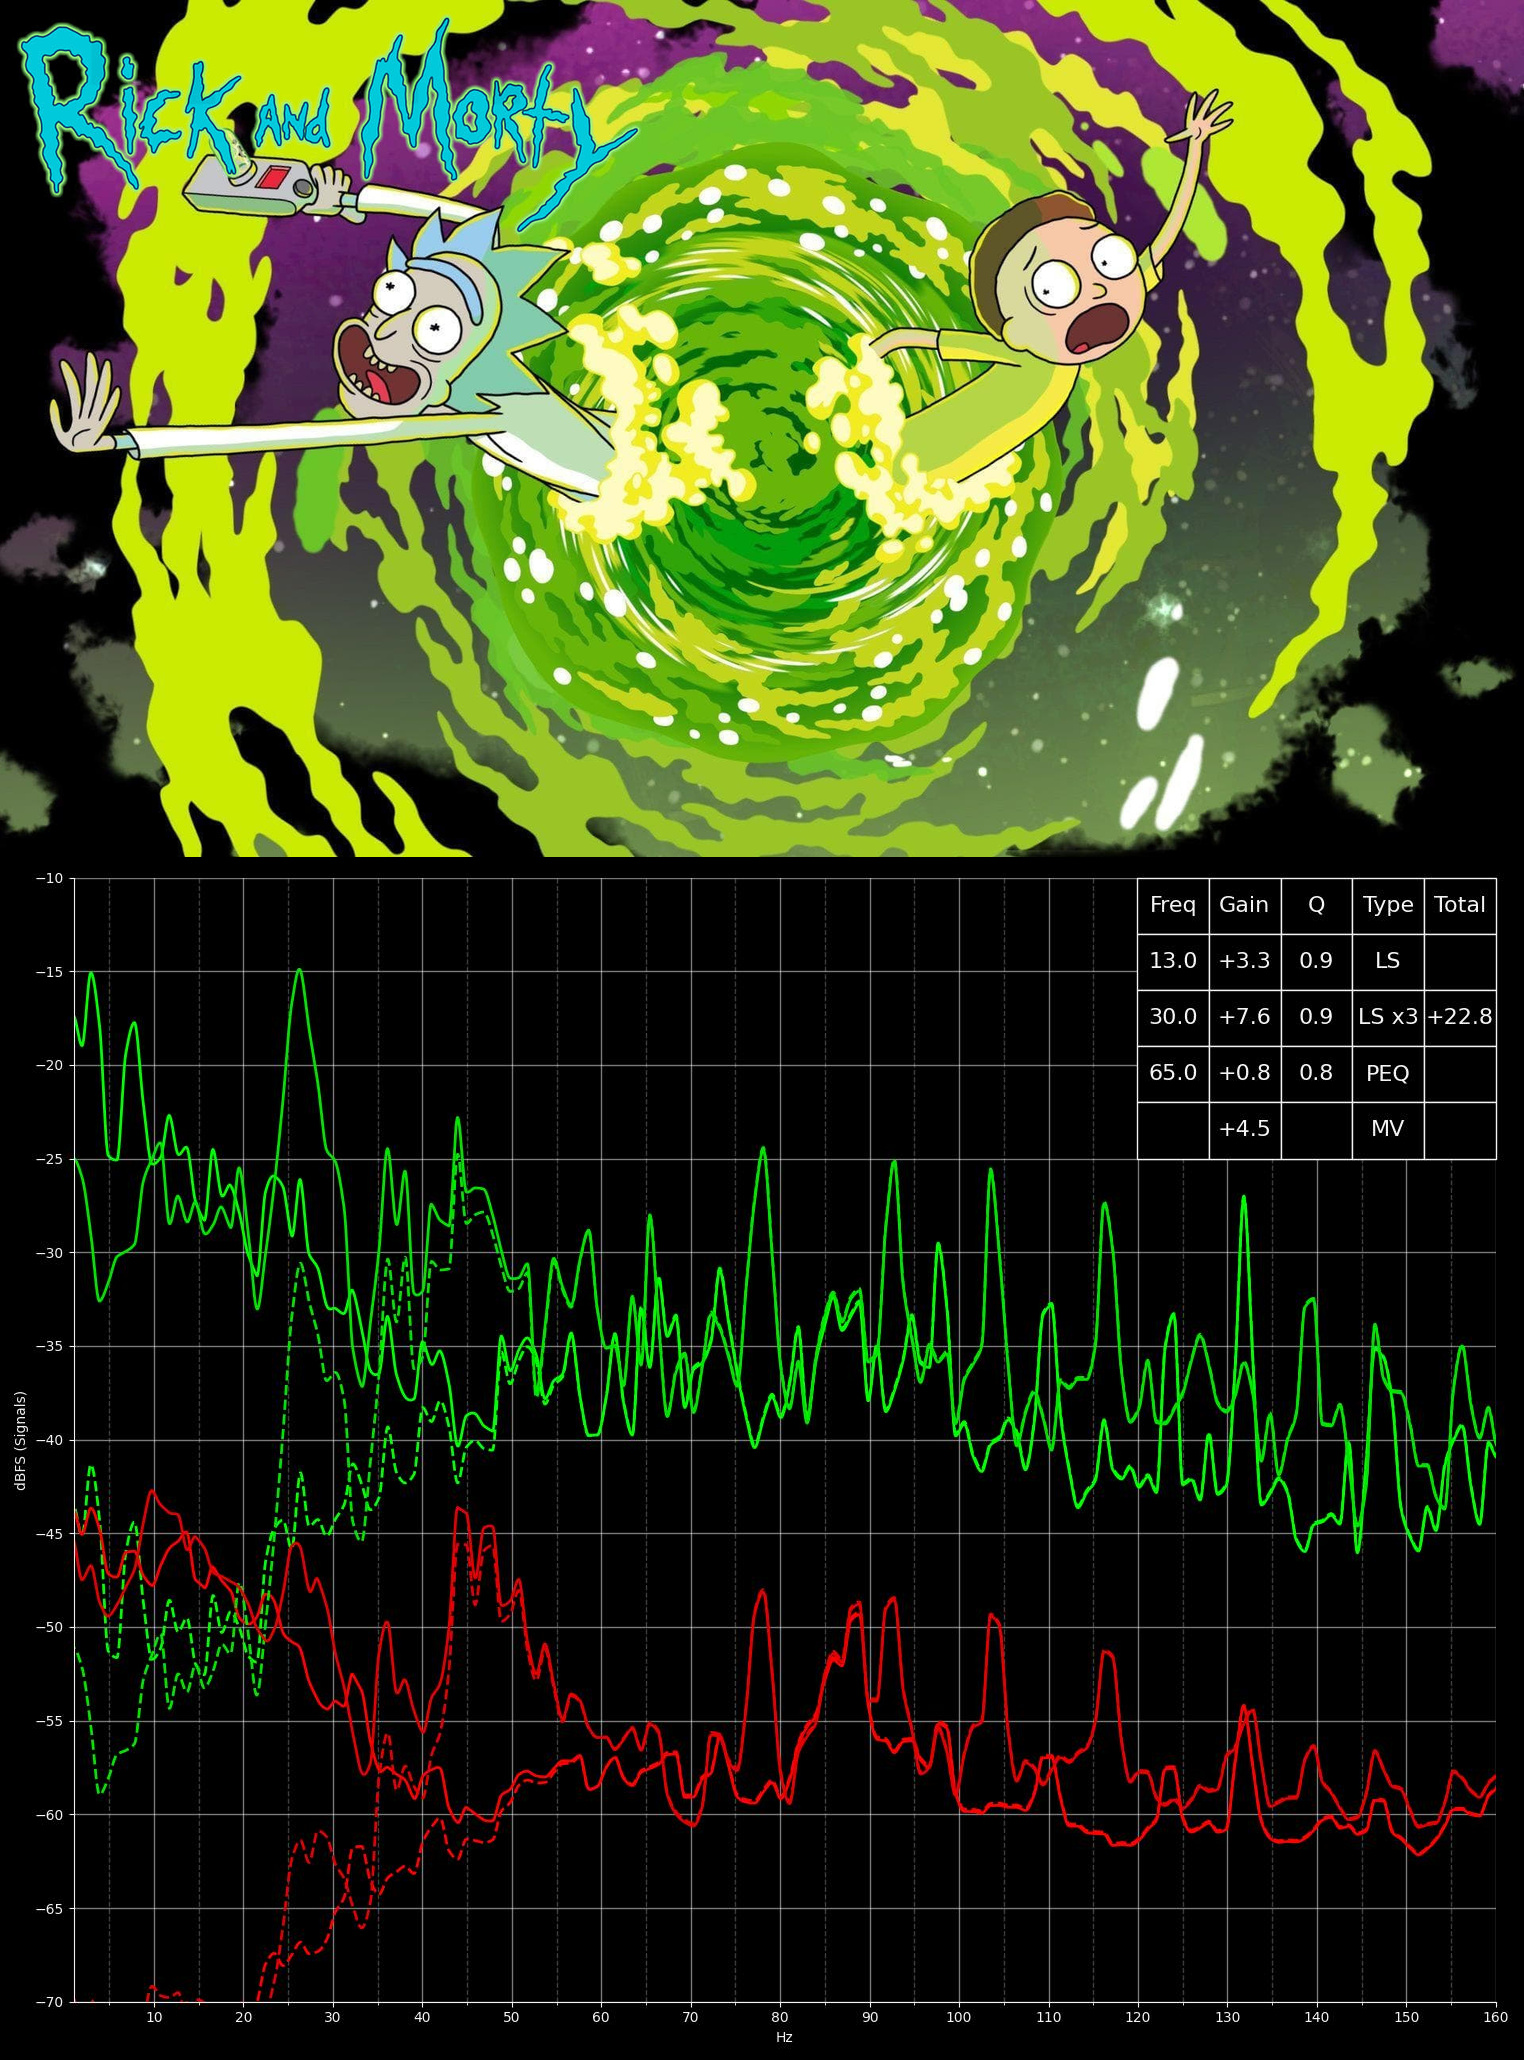 Rick and Morty
Freq Gain Q Type Total
13.0 +3.3 0.9 LS
30.0 +7.6 0.9 LS x3 +22.8
65.0 +0.8 0.8 PEQ
+4.5 MV
−10
−15
−20
−25
−30
−35
−40
−45
−50
−55
−60
−65
−70
dBFS (Signals)
10 20 30 40 50 60 70 80 90 100 110 120 130 140 150 160
Hz